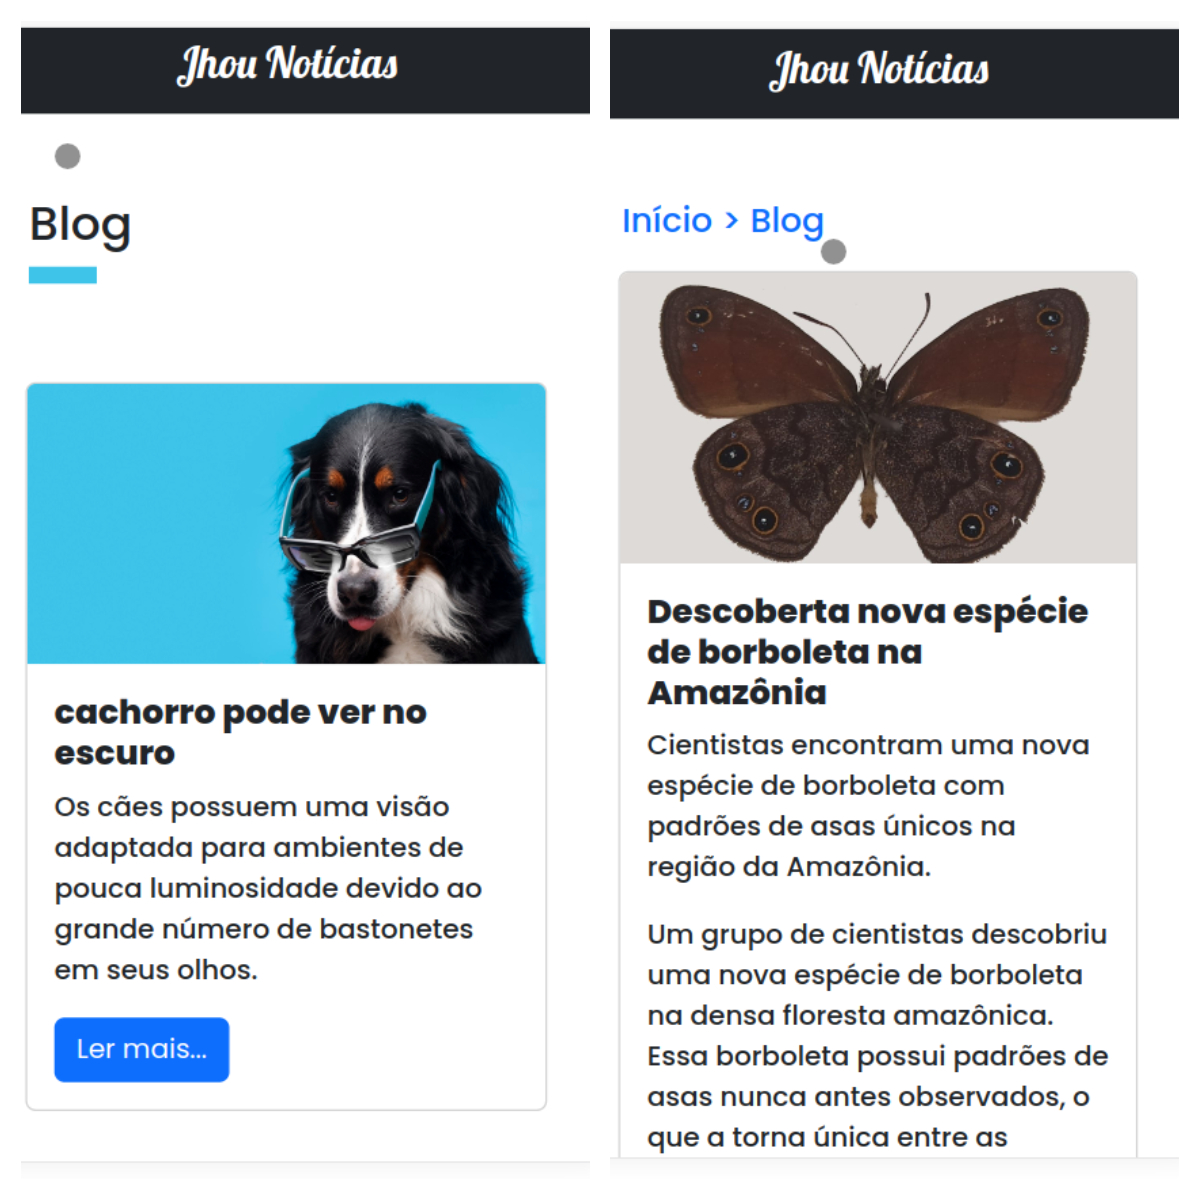 Jhou Notícias
Blog
cachorro pode ver no
escuro
Os cães possuem uma visão
adaptada para ambientes de
pouca luminosidade devido ao
grande número de bastonetes
em seus olhos.
Ler mais...
Jhou Notícias
Início > Blog
Descoberta nova espécie
de borboleta na
Amazônia
Cientistas encontram uma nova
espécie de borboleta com
padrões de asas únicos na
região da Amazônia.
Um grupo de cientistas descobriu
uma nova espécie de borboleta
na densa floresta amazônica.
Essa borboleta possui padrões de
asas nunca antes observados, o
que a torna única entre as